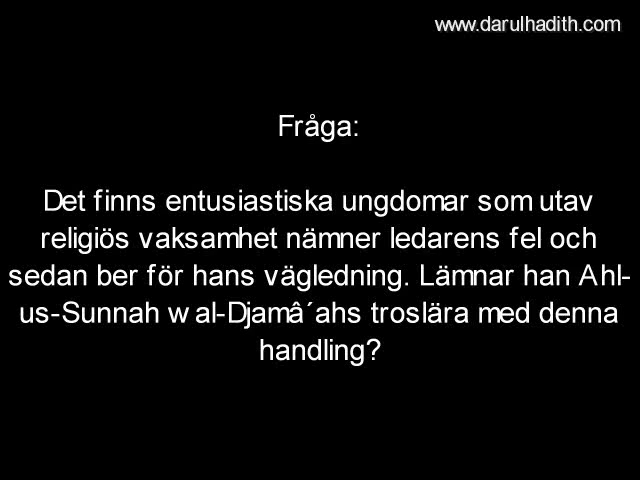 www.darulhadith.com
Fråga:
Det finns entusiastiska ungdomar som utav
religiös vaksamhet nämner ledarens fel och
sedan ber för hans vägledning. Lämnar han Ahl-
us-Sunnah wal-Djamâ´ahs troslära med denna
handling?